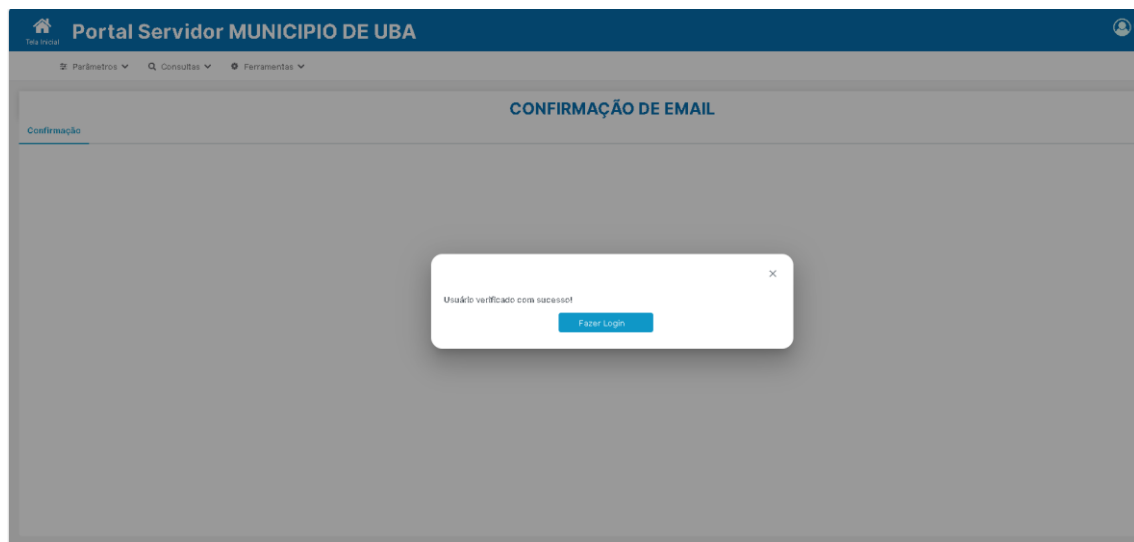 Portal Servidor MUNICIPIO DE UBA
Tela Inicial
Parâmetros Consultas Ferramentas
CONFIRMAÇÃO DE EMAIL
Confirmação
Usuário verificado com sucesso!
Fazer Login